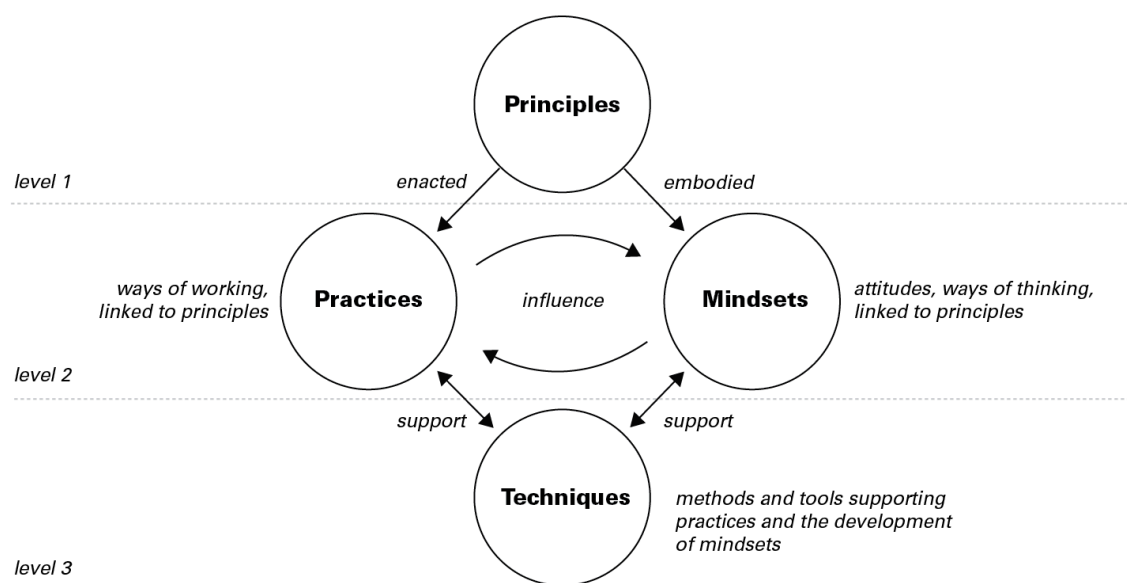 Principles
level 1
enacted
embodied
ways of working,
linked to principles
Practices
influence
Mindsets
attitudes, ways of thinking,
linked to principles
level 2
support
support
Techniques
methods and tools supporting
practices and the development
of mindsets
level 3